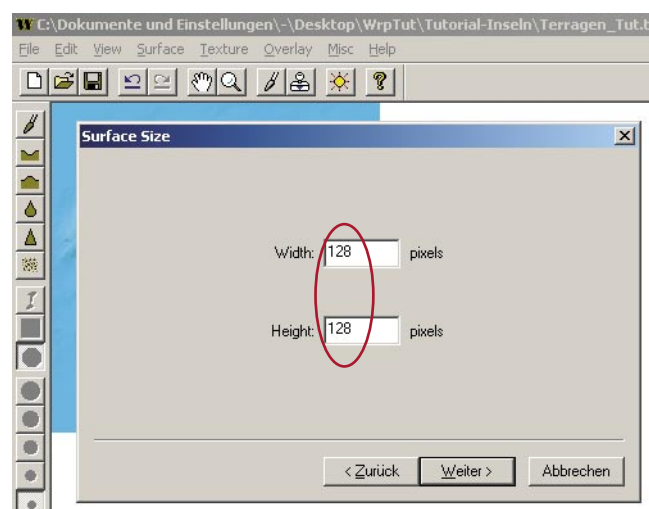 C:\Dokumente und Einstellungen\-\Desktop\WrpTut\Tutorial-Inseln\Terragen_Tut.t
File Edit View Surface Texture Overlay Misc Help
Surface Size
Width: 128 pixels
Height: 128 pixels
< Zurück Weiter > Abbrechen